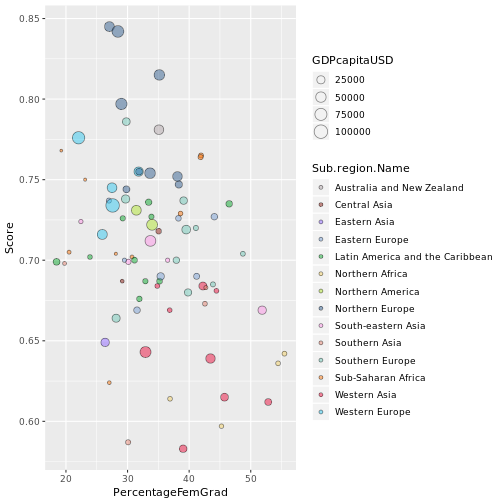 0.85
0.80
0.75
0.70
0.65
0.60
Score
20 30 40 50
PercentageFemGrad
GDPcapitaUSD
25000
50000
75000
100000
Sub.region.Name
Australia and New Zealand
Central Asia
Eastern Asia
Eastern Europe
Latin America and the Caribbean
Northern Africa
Northern America
Northern Europe
South-eastern Asia
Southern Asia
Southern Europe
Sub-Saharan Africa
Western Asia
Western Europe